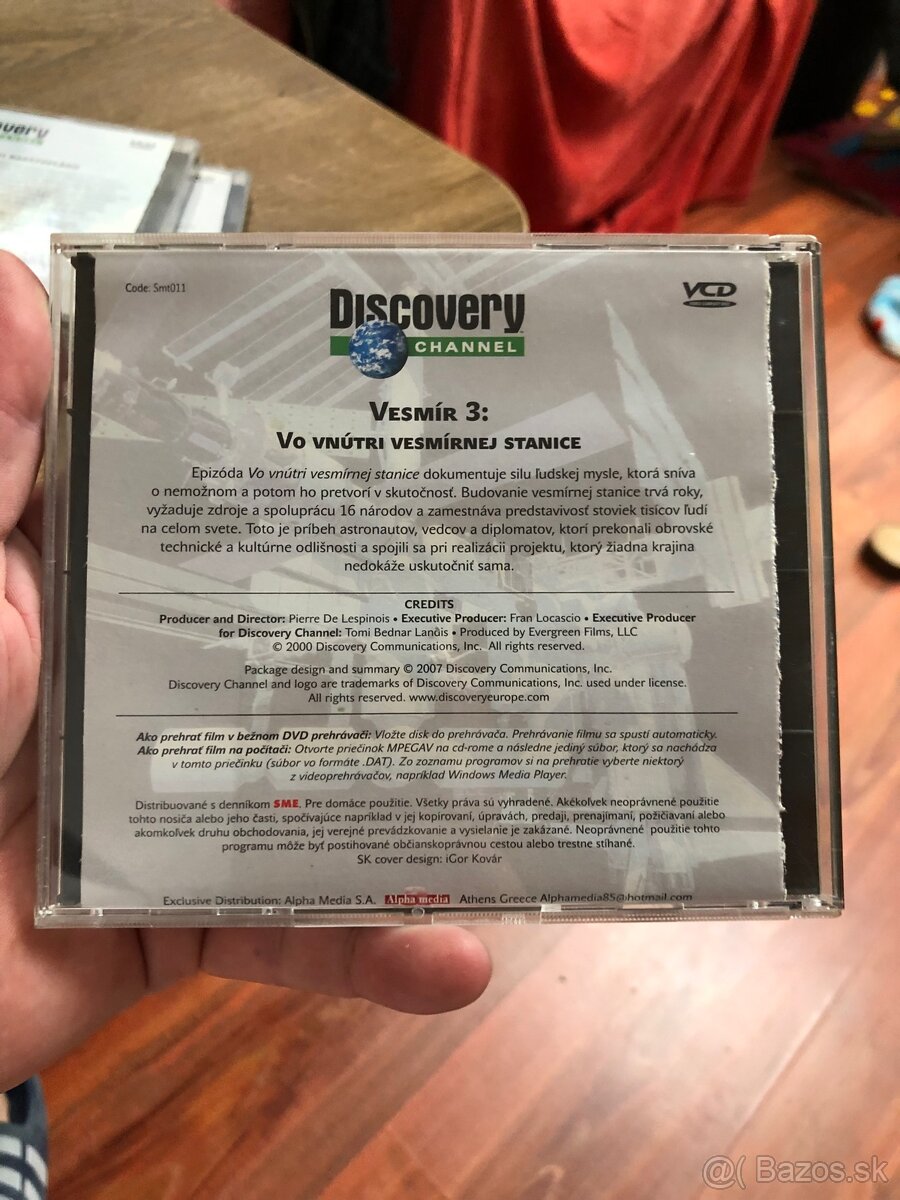 overy
Code: Smt011
VCD
Discovery
CHANNEL
Vesmír 3:
Vo vnútri vesmírnej stanice
Epizóda Vo vnútri vesmírnej stanice dokumentuje silu ľudskej mysle, ktorá sníva
o nemožnom a potom ho pretvorí v skutočnosť. Budovanie vesmírnej stanice trvá roky,
vyžaduje zdroje a spoluprácu 16 národov a zamestnáva predstavivosť stoviek tisícov ľudí
na celom svete. Toto je príbeh astronautov, vedcov a diplomatov, ktorí prekonali obrovské
technické a kultúrne odlišnosti a spojili sa pri realizácii projektu, ktorý žiadna krajina
nedokáže uskutočniť sama.
CREDITS
Producer and Director: Pierre De Lespinois • Executive Producer: Fran Locascio • Executive Producer
for Discovery Channel: Tomi Bednar Landis • Produced by Evergreen Films, LLC
© 2000 Discovery Communications, Inc. All rights reserved.
Package design and summary © 2007 Discovery Communications, Inc.
Discovery Channel and logo are trademarks of Discovery Communications, Inc. used under license.
All rights reserved. www.discoveryeurope.com
Ako prehrať film v bežnom DVD prehrávači: Vložte disk do prehrávača. Prehrávanie filmu sa spustí automaticky.
Ako prehrať film na počítači: Otvorte priečinok MPEGAV na cd-rome a následne jediný súbor, ktorý sa nachádza
v tomto priečinku (súbor vo formáte .DAT). Zo zoznamu programov si na prehratie vyberte niektorý
z videoprehrávačov, napríklad Windows Media Player.
Distribuované s denníkom SME. Pre domáce použitie. Všetky práva sú vyhradené. Akékoľvek neoprávnené použitie
tohto nosiča alebo jeho časti, spočívajúce napríklad v jej kopírovaní, úpravách, predaji, prenajímaní, požičiavaní alebo
akomkoľvek druhu obchodovania, jej verejné prevádzkovanie a vysielanie je zakázané. Neoprávnené použitie tohto
programu môže byť postihované občianskoprávnou cestou alebo trestne stíhané.
SK cover design: iGor Kovár
Exclusive Distribution: Alpha Media S.A. Alpha media Athens Greece Alphamedia85@hotmail.com
@( Bazos.sk